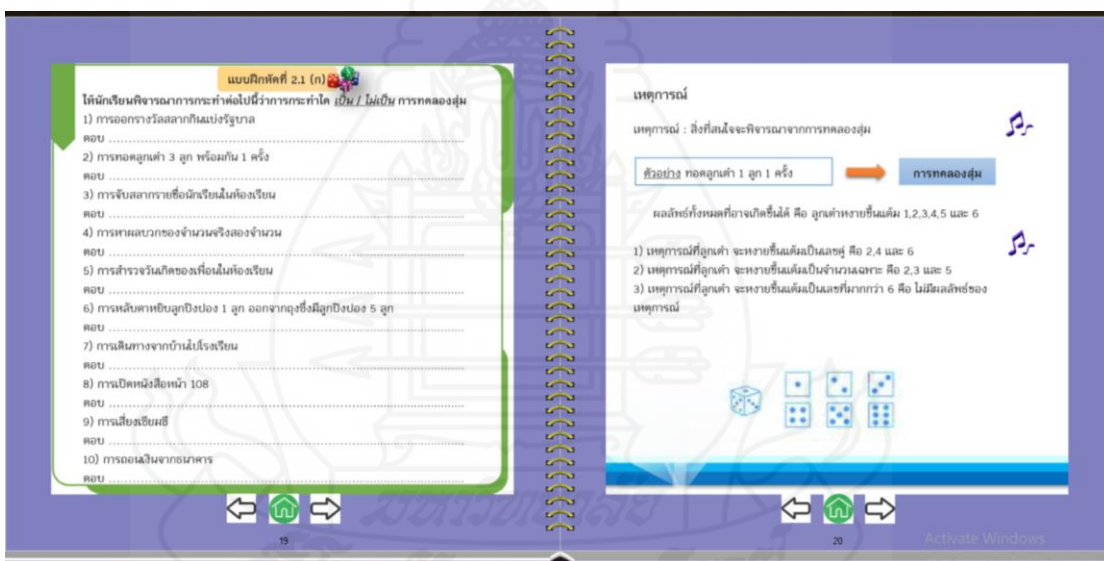 แบบฝึกหัดที่ 2.1 (ก)
ให้นักเรียนพิจารณาการกระทำต่อไปนี้ว่าการกระทำใด เป็น / ไม่เป็น การทดลองสุ่ม
1) การออกรางวัลสลากกินแบ่งรัฐบาล
ตอบ ................................................................
2) การทอดลูกเต๋า 3 ลูก พร้อมกัน 1 ครั้ง
ตอบ ................................................................
3) การจับสลากรายชื่อนักเรียนในห้องเรียน
ตอบ ................................................................
4) การหาผลบวกของจำนวนจริงสองจำนวน
ตอบ ................................................................
5) การสำรวจวันเกิดของเพื่อนในห้องเรียน
ตอบ ................................................................
6) การหลับตาหยิบลูกปิงปอง 1 ลูก ออกจากถุงซึ่งมีลูกปิงปอง 5 ลูก
ตอบ ................................................................
7) การเดินทางจากบ้านไปโรงเรียน
ตอบ ................................................................
8) การเปิดหนังสือหน้า 108
ตอบ ................................................................
9) การเสี่ยงเซียมซี
ตอบ ................................................................
10) การถอนเงินจากธนาคาร
ตอบ ................................................................
19
เหตุการณ์
เหตุการณ์ : สิ่งที่สนใจจะพิจารณาจากการทดลองสุ่ม
ตัวอย่าง ทอดลูกเต๋า 1 ลูก 1 ครั้ง
การทดลองสุ่ม
ผลลัพธ์ทั้งหมดที่อาจเกิดขึ้นได้ คือ ลูกเต๋าหงายขึ้นแต้ม 1,2,3,4,5 และ 6
1) เหตุการณ์ที่ลูกเต๋า จะหงายขึ้นแต้มเป็นเลขคู่ คือ 2,4 และ 6
2) เหตุการณ์ที่ลูกเต๋า จะหงายขึ้นแต้มเป็นจำนวนเฉพาะ คือ 2,3 และ 5
3) เหตุการณ์ที่ลูกเต๋า จะหงายขึ้นแต้มเป็นเลขที่มากกว่า 6 คือ ไม่มีผลลัพธ์ของ
เหตุการณ์
20
Activate Windows